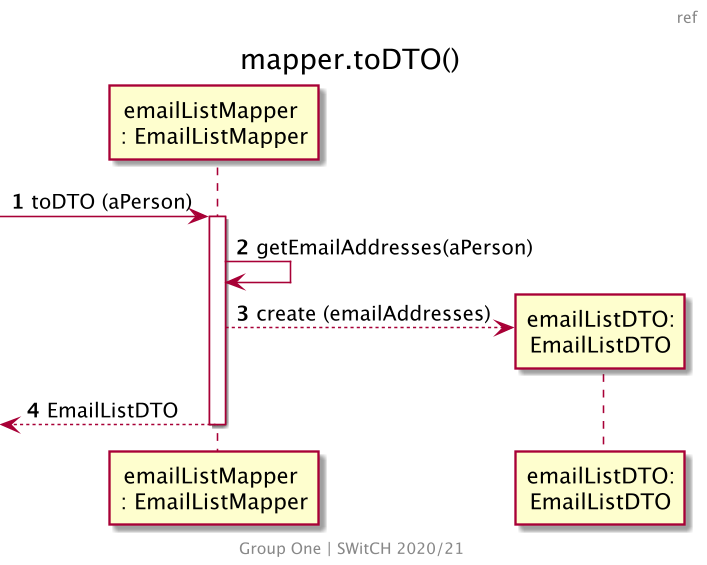 ref
mapper.toDTO()
emailListMapper
: EmailListMapper
1 toDTO (aPerson)
2 getEmailAddresses(aPerson)
3 create (emailAddresses)
emailListDTO:
EmailListDTO
4 EmailListDTO
emailListMapper
: EmailListMapper
emailListDTO:
EmailListDTO
Group One | SWitCH 2020/21